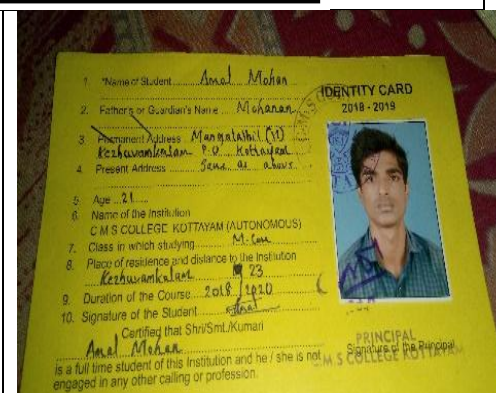 1. *Name of Student Amal Mohan
2. Father's or Guardian's Name Mohanan
3. Permanent Address Mangalathil (H)
Kezhuvamkulam P.O Kottayam
4. Present Address Same as above
5. Age 21
6. Name of the Institution
C M S COLLEGE KOTTAYAM (AUTONOMOUS)
7. Class in which studying M.Com
8. Place of residence and distance to the Institution
Kezhuvamkulam 23
9. Duration of the Course 2018/2020
10. Signature of the Student
Certified that Shri/Smt./Kumari
Amal Mohan
is a full time student of this Institution and he / she is not
engaged in any other calling or profession.
IDENTITY CARD
2018 - 2019
PRINCIPAL
Signature of the Principal
C.M.S COLLEGE KOTTAYAM